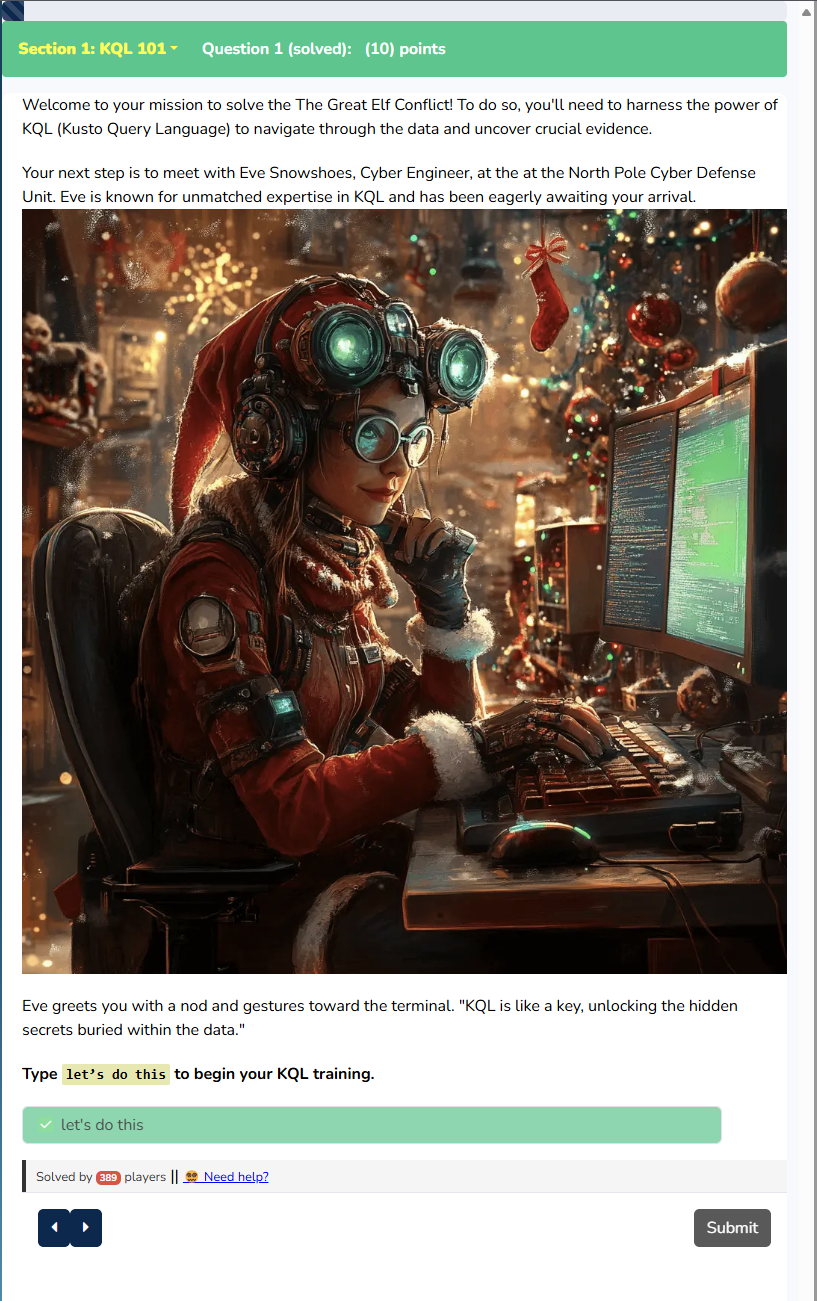 Section 1: KQL 101 Question 1 (solved): (10) points
Welcome to your mission to solve the The Great Elf Conflict! To do so, you'll need to harness the power of
KQL (Kusto Query Language) to navigate through the data and uncover crucial evidence.
Your next step is to meet with Eve Snowshoes, Cyber Engineer, at the at the North Pole Cyber Defense
Unit. Eve is known for unmatched expertise in KQL and has been eagerly awaiting your arrival.
Eve greets you with a nod and gestures toward the terminal. "KQL is like a key, unlocking the hidden
secrets buried within the data."
Type let’s do this to begin your KQL training.
let's do this
Solved by 389 players || Need help?
Submit